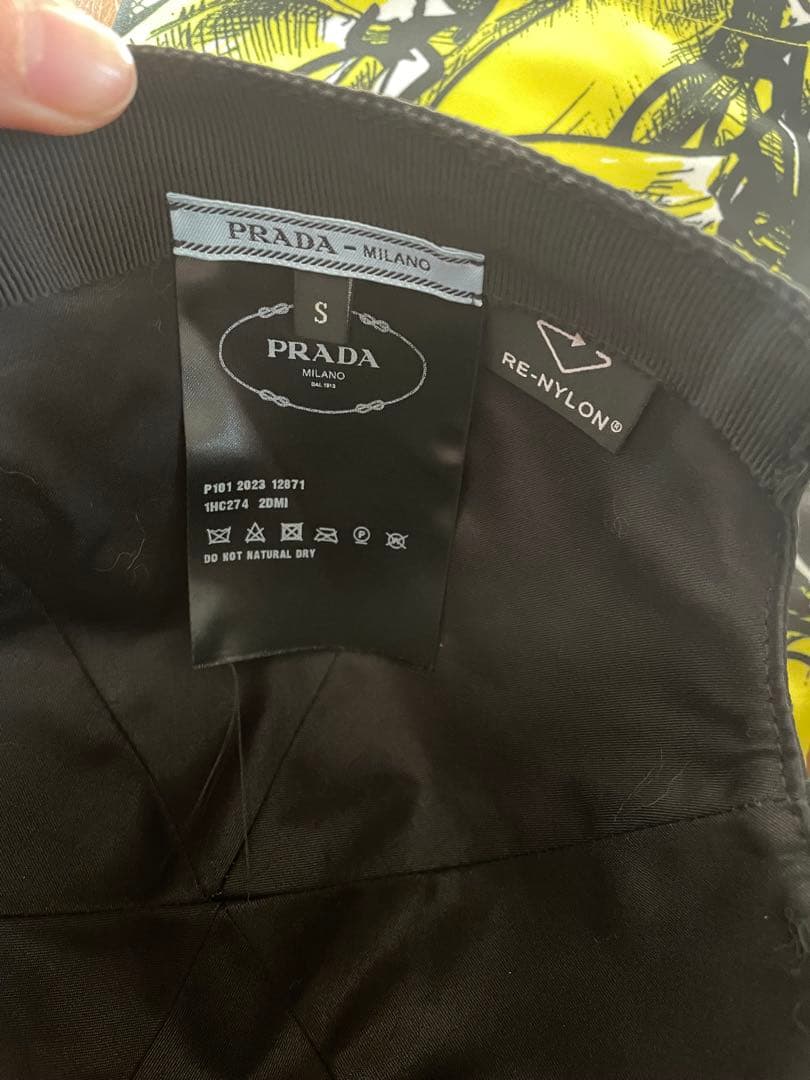 PRADA - MILANO
S
PRADA
MILANO
DAL 1913
RE-NYLON®
P101 2023 12871
1HC274 2DMI
P
DO NOT NATURAL DRY